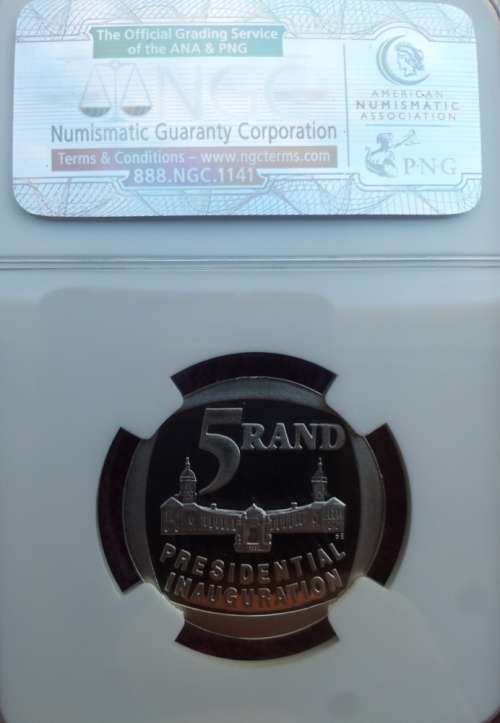 The Official Grading Service
of the ANA & PNG
NGC
Numismatic Guaranty Corporation
Terms & Conditions – www.ngcterms.com
888.NGC.1141
AMERICAN
NUMISMATIC
ASSOCIATION
P·N·G
5 RAND
PRESIDENTIAL
INAUGURATION